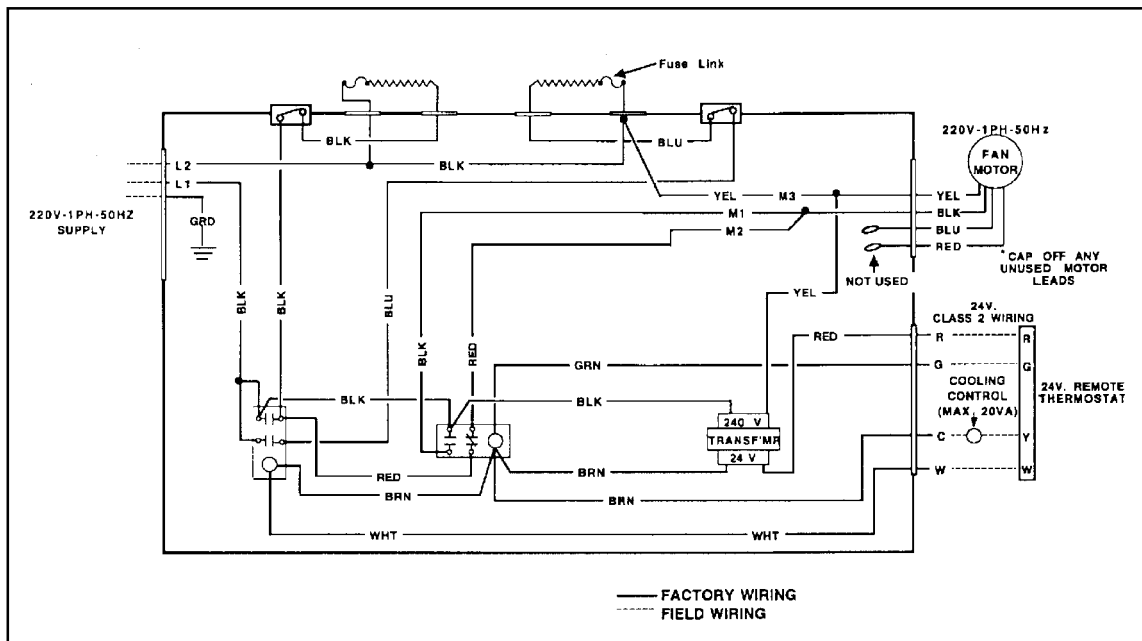 Fuse Link
BLK
BLU
220V-1PH-50Hz
FAN
MOTOR
L2
BLK
L1
GRD
220V-1PH-50HZ
SUPPLY
YEL
M3
YEL
M1
BLK
M2
BLU
RED
NOT USED
*CAP OFF ANY
UNUSED MOTOR
LEADS
BLK
BLK
BLU
BLK
RED
YEL
24V.
CLASS 2 WIRING
RED
R
R
GRN
G
G
COOLING
CONTROL
(MAX, 20VA)
24V. REMOTE
THERMOSTAT
BLK
BLK
240 V
TRANSF'MR
24 V
C
Y
RED
BRN
BRN
BRN
W
W
WHT
WHT
FACTORY WIRING
FIELD WIRING